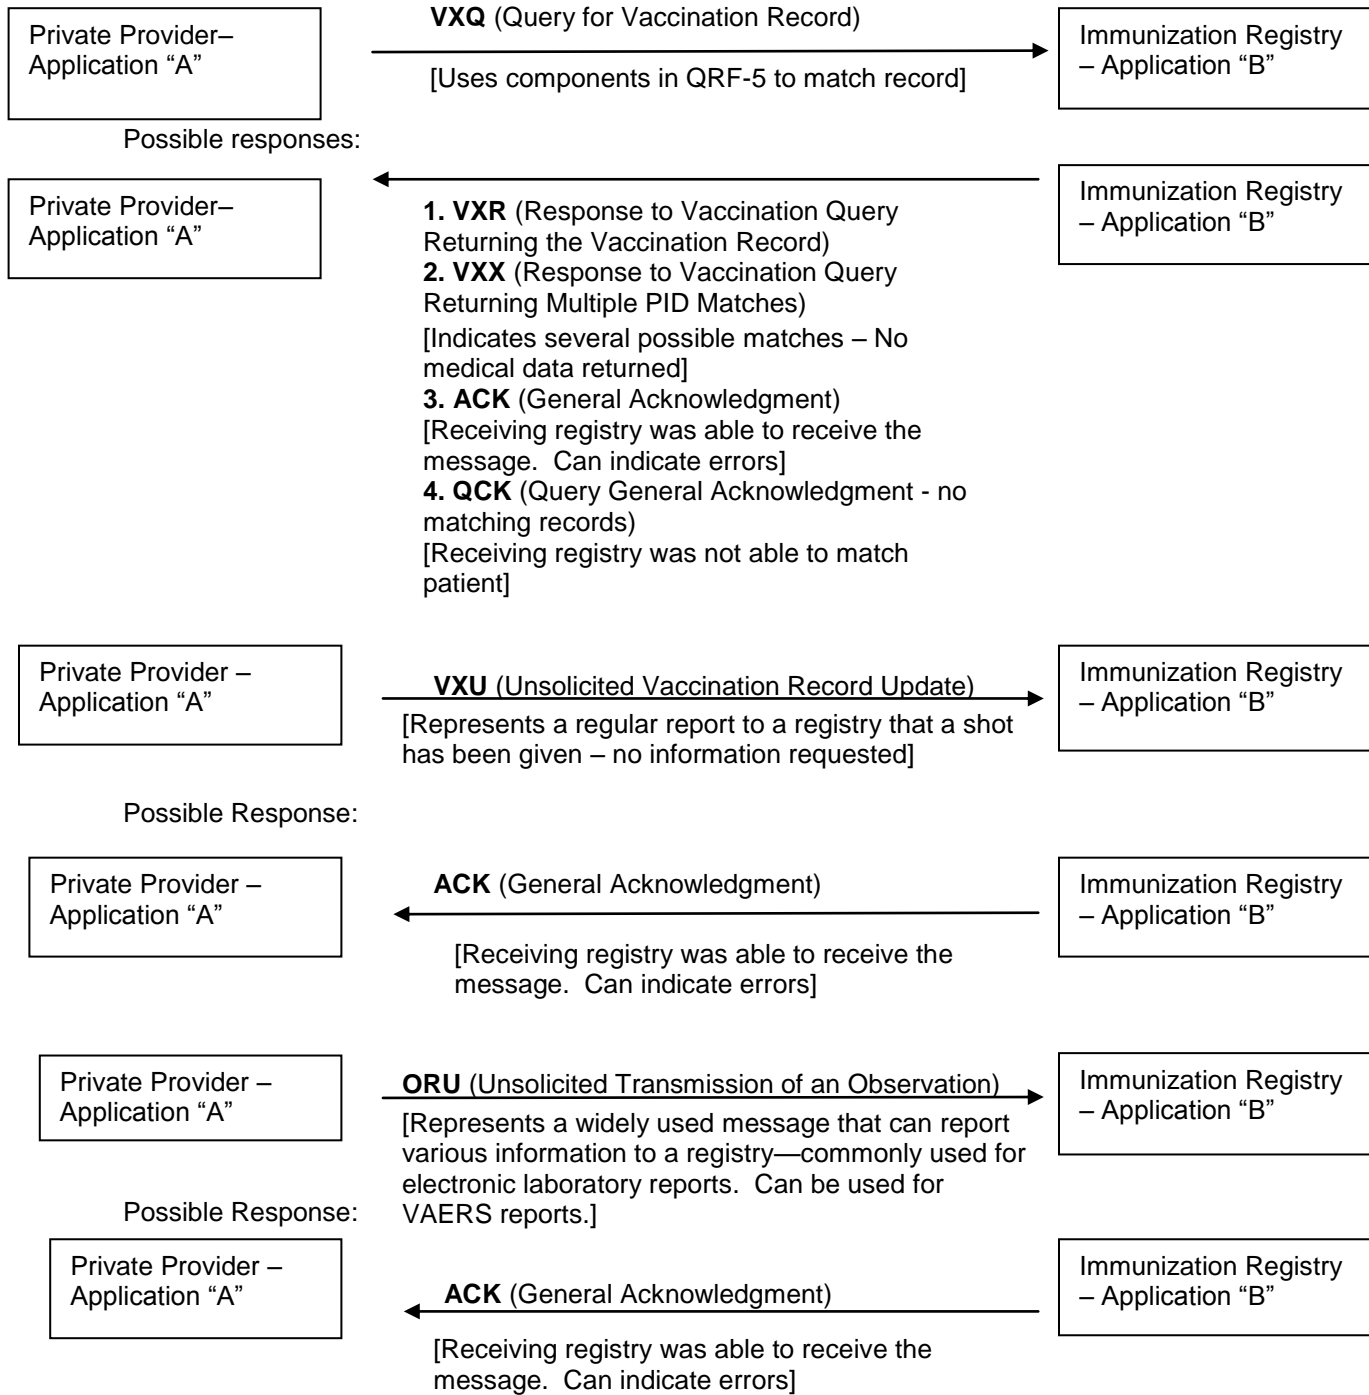 VXQ (Query for Vaccination Record)
Private Provider–
Application “A”
Immunization Registry
– Application “B”
[Uses components in QRF-5 to match record]
Possible responses:
Private Provider–
Application “A”
Immunization Registry
– Application “B”
1. VXR (Response to Vaccination Query
Returning the Vaccination Record)
2. VXX (Response to Vaccination Query
Returning Multiple PID Matches)
[Indicates several possible matches – No
medical data returned]
3. ACK (General Acknowledgment)
[Receiving registry was able to receive the
message.  Can indicate errors]
4. QCK (Query General Acknowledgment - no
matching records)
[Receiving registry was not able to match
patient]
Private Provider –
Application “A”
VXU (Unsolicited Vaccination Record Update)
Immunization Registry
– Application “B”
[Represents a regular report to a registry that a shot
has been given – no information requested]
Possible Response:
Private Provider –
Application “A”
ACK (General Acknowledgment)
Immunization Registry
– Application “B”
[Receiving registry was able to receive the
message.  Can indicate errors]
Private Provider –
Application “A”
ORU (Unsolicited Transmission of an Observation)
Immunization Registry
– Application “B”
[Represents a widely used message that can report
various information to a registry—commonly used for
electronic laboratory reports.  Can be used for
VAERS reports.]
Possible Response:
Private Provider –
Application “A”
ACK (General Acknowledgment)
Immunization Registry
– Application “B”
[Receiving registry was able to receive the
message.  Can indicate errors]